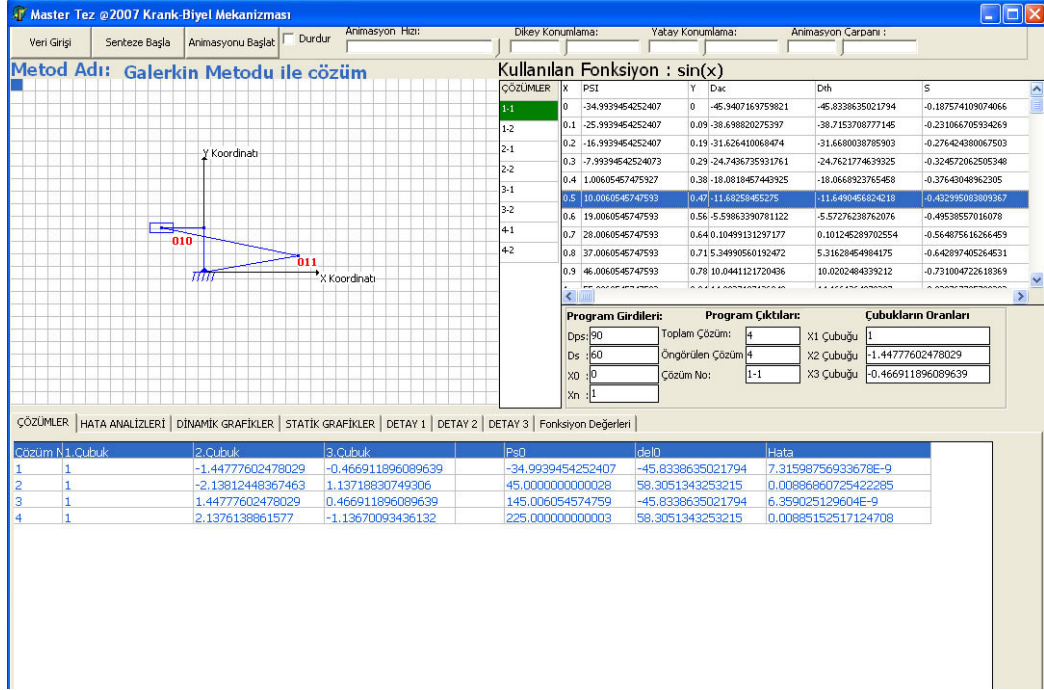 Master Tez @2007 Krank-Biyel Mekanizması
Veri Girişi Senteze Başla Animasyonu Başlat Durdur Animasyon Hızı: Dikey Konumlama: Yatay Konumlama: Animasyon Çarpanı :
Metod Adı: Galerkin Metodu ile cözüm
Kullanılan Fonksiyon : sin(x)
Y Koordinatı
010
011
X Koordinatı
ÇÖZÜMLER
1-1
1-2
2-1
2-2
3-1
3-2
4-1
4-2
X PSI Y Dac Dth S
0 -34.9939454252407 0 -45.9407169759821 -45.8338635021794 -0.187574109074066
0.1 -25.9939454252407 0.09 -38.698820275397 -38.7153708777145 -0.231066705934269
0.2 -16.9939454252407 0.19 -31.626410068474 -31.6680038785903 -0.276424380067503
0.3 -7.99394542524073 0.29 -24.7436735931761 -24.7621774639325 -0.324572062505348
0.4 1.00605457475927 0.38 -18.0818457443925 -18.0668923765458 -0.37643048962305
0.5 10.0060545747593 0.47 -11.68258455275 -11.6490456824218 -0.432995083809367
0.6 19.0060545747593 0.56 -5.59863390781122 -5.57276238762076 -0.49538557016078
0.7 28.0060545747593 0.64 0.10499131297177 0.101245289702554 -0.564875616266459
0.8 37.0060545747593 0.71 5.34990560192472 5.31628454984175 -0.642897405264531
0.9 46.0060545747593 0.78 10.0441121720436 10.0202484339212 -0.731004722618369
Program Girdileri: Program Çıktıları: Çubukların Oranları
Dps: 90 Toplam Çözüm: 4 X1 Çubuğu 1
Ds : 60 Öngörülen Çözüm 4 X2 Çubuğu -1.44777602478029
X0 : 0 Çözüm No: 1-1 X3 Çubuğu -0.466911896089639
Xn : 1
ÇÖZÜMLER HATA ANALİZLERİ DİNAMİK GRAFİKLER STATİK GRAFİKLER DETAY 1 DETAY 2 DETAY 3 Fonksiyon Değerleri
Çözüm N 1.Çubuk 2.Çubuk 3.Çubuk Ps0 del0 Hata
1 1 -1.44777602478029 -0.466911896089639 -34.9939454252407 -45.8338635021794 7.31598756933678E-9
2 1 -2.13812448367463 1.13718830749306 45.0000000000028 58.3051343253215 0.00886860725422285
3 1 1.44777602478029 0.466911896089639 145.006054574759 -45.8338635021794 6.359025129604E-9
4 1 2.1376138861577 -1.13670093436132 225.000000000003 58.3051343253215 0.00885152517124708